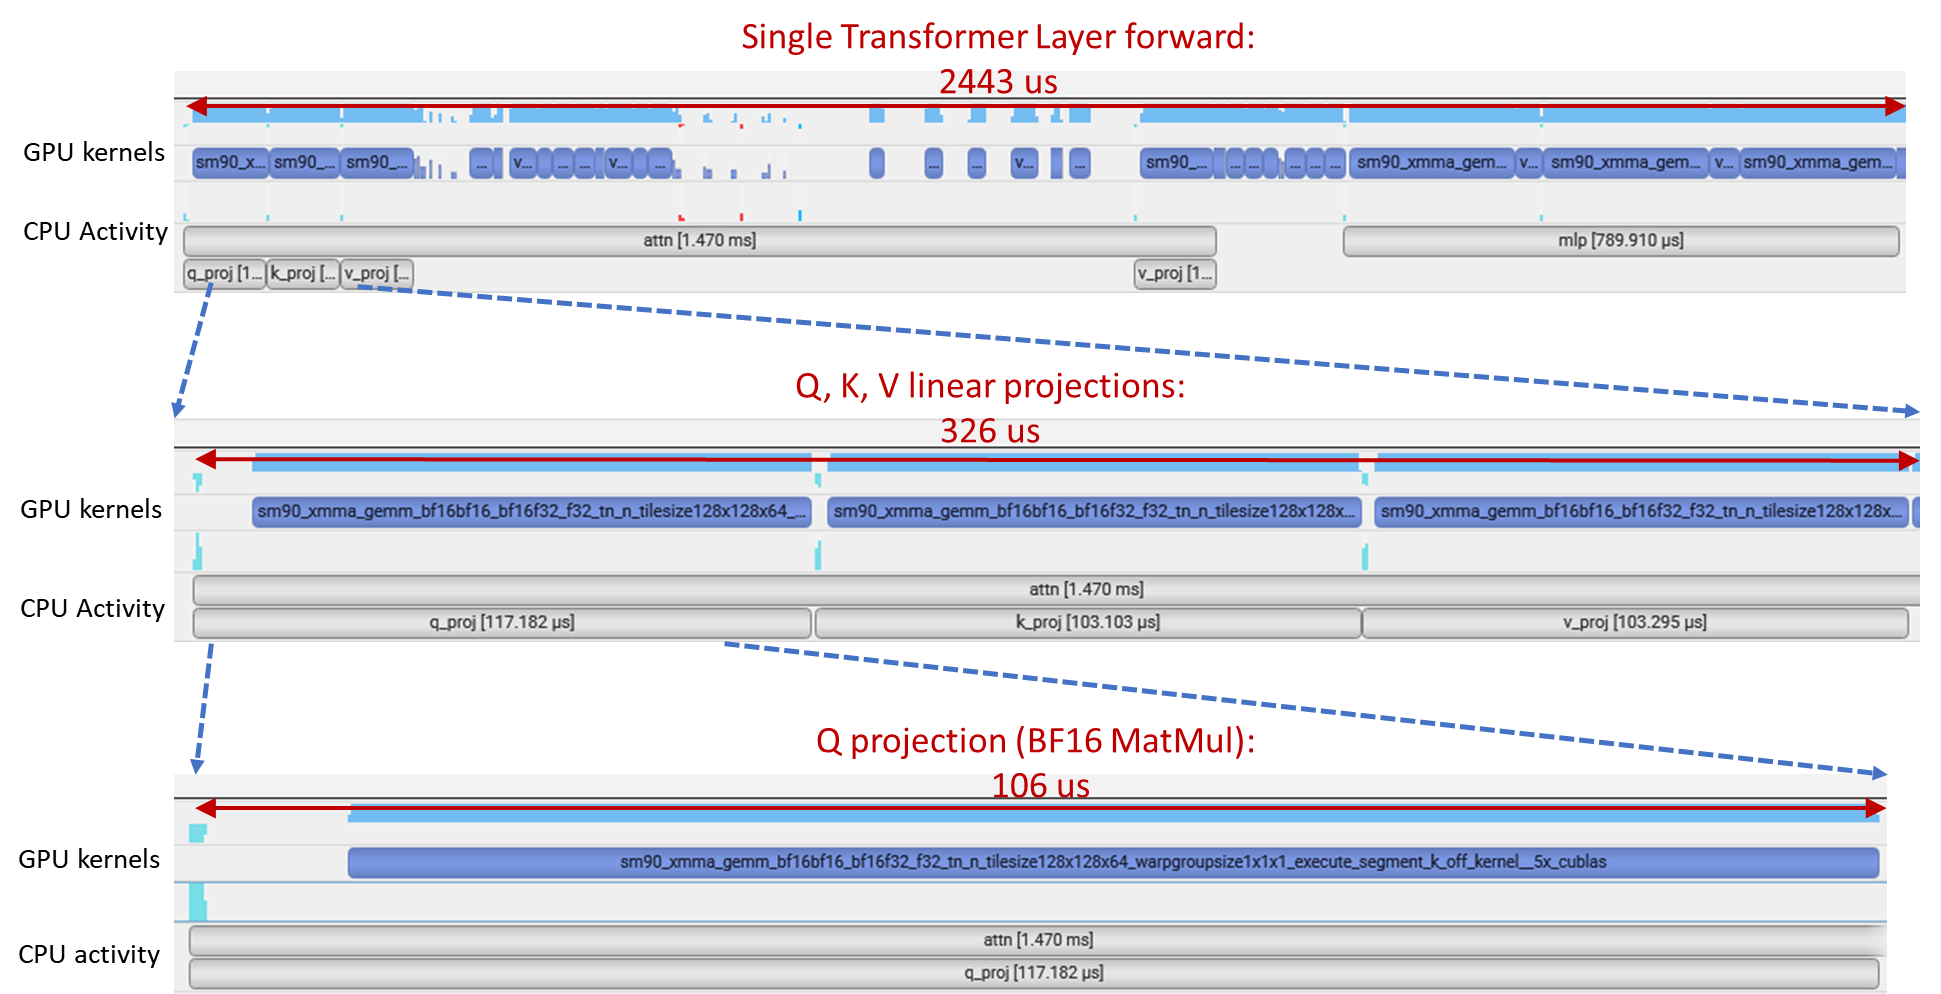 Single Transformer Layer forward:
2443 us
GPU kernels
sm90_x... sm90_... sm90_... ... v... ... ... v... ... ... ... v... ... sm90_... ... ... ... ... ... sm90_xmma_gem... v... sm90_xmma_gem... v... sm90_xmma_gem...
CPU Activity
attn [1.470 ms] mlp [789.910 µs]
q_proj [1... k_proj [... v_proj [... v_proj [1...
Q, K, V linear projections:
326 us
GPU kernels
sm90_xmma_gemm_bf16bf16_bf16f32_f32_tn_n_tilesize128x128x64_... sm90_xmma_gemm_bf16bf16_bf16f32_f32_tn_n_tilesize128x128x... sm90_xmma_gemm_bf16bf16_bf16f32_f32_tn_n_tilesize128x128x...
attn [1.470 ms]
CPU Activity
q_proj [117.182 µs] k_proj [103.103 µs] v_proj [103.295 µs]
Q projection (BF16 MatMul):
106 us
GPU kernels
sm90_xmma_gemm_bf16bf16_bf16f32_f32_tn_n_tilesize128x128x64_warpgroupsize1x1x1_execute_segment_k_off_kernel__5x_cublas
attn [1.470 ms]
CPU activity
q_proj [117.182 µs]